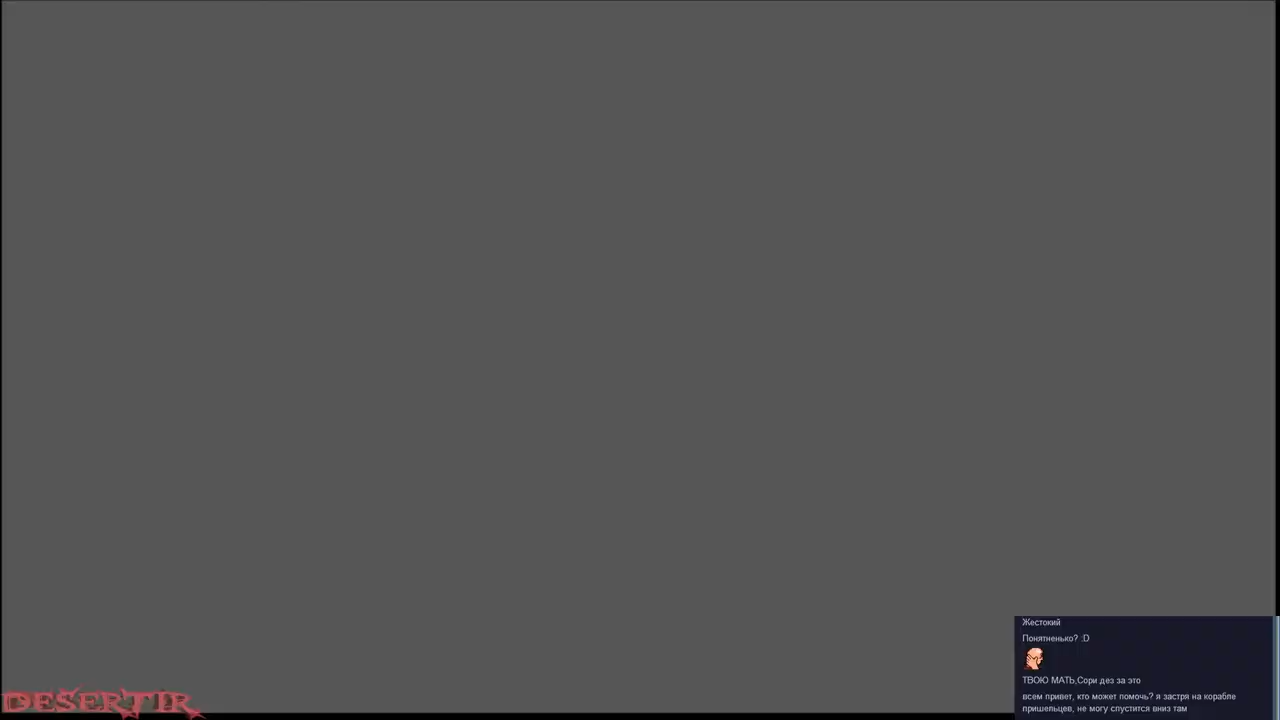 Жестокий
Понятненько? :D
ТВОЮ МАТЬ,Сори дез за это
всем привет, кто может помочь? я застря на корабле
пришельцев, не могу спустится вниз там
DESERTIR